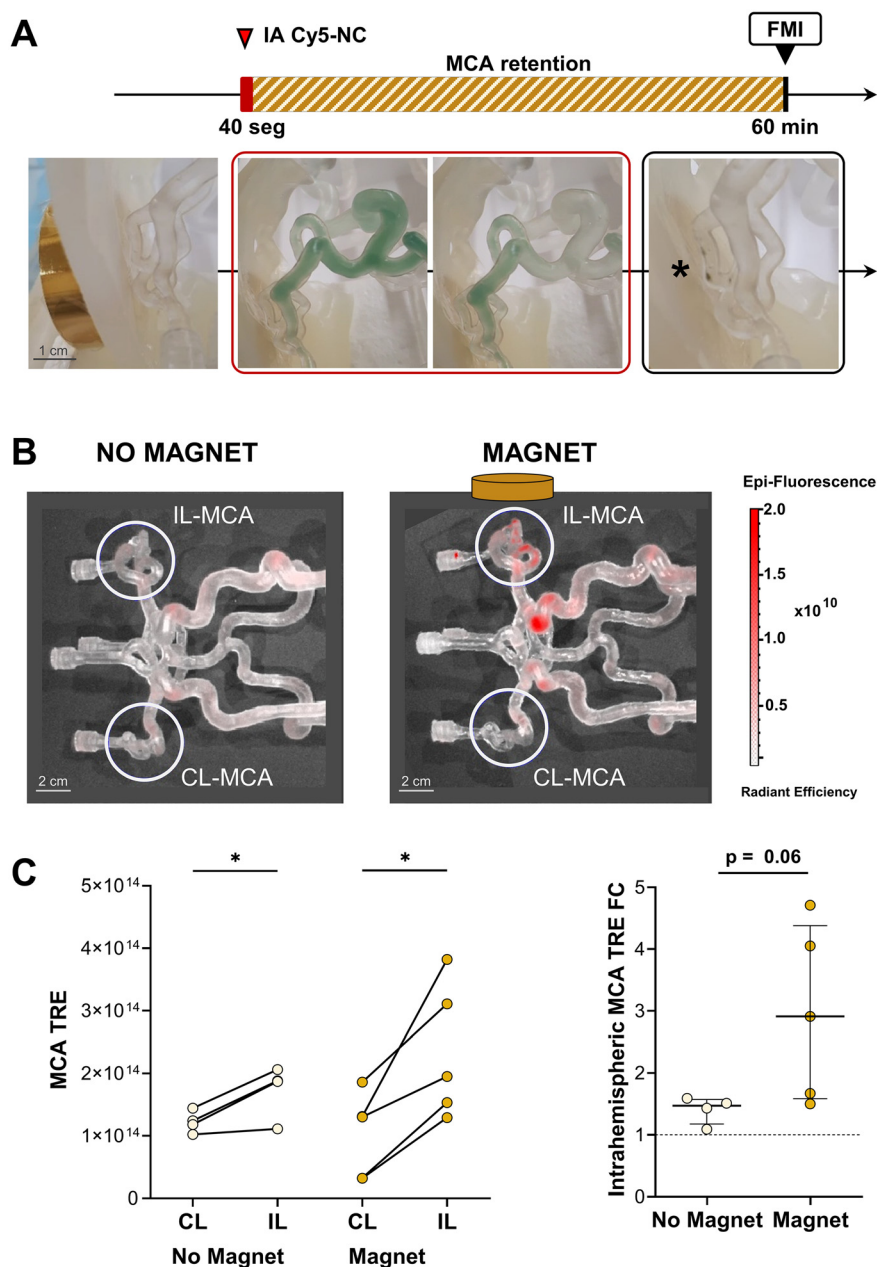 A
IA Cy5-NC
FMI
MCA retention
40 seg
60 min
1 cm
*
B
NO MAGNET
MAGNET
IL-MCA
CL-MCA
2 cm
IL-MCA
CL-MCA
2 cm
Epi-Fluorescence
2.0
1.5
x10^10
1.0
0.5
Radiant Efficiency
C
*
*
MCA TRE
5×10^14
4×10^14
3×10^14
2×10^14
1×10^14
0
CL
IL
CL
IL
No Magnet
Magnet
p = 0.06
Intrahemispheric MCA TRE FC
5
4
3
2
1
0
No Magnet
Magnet